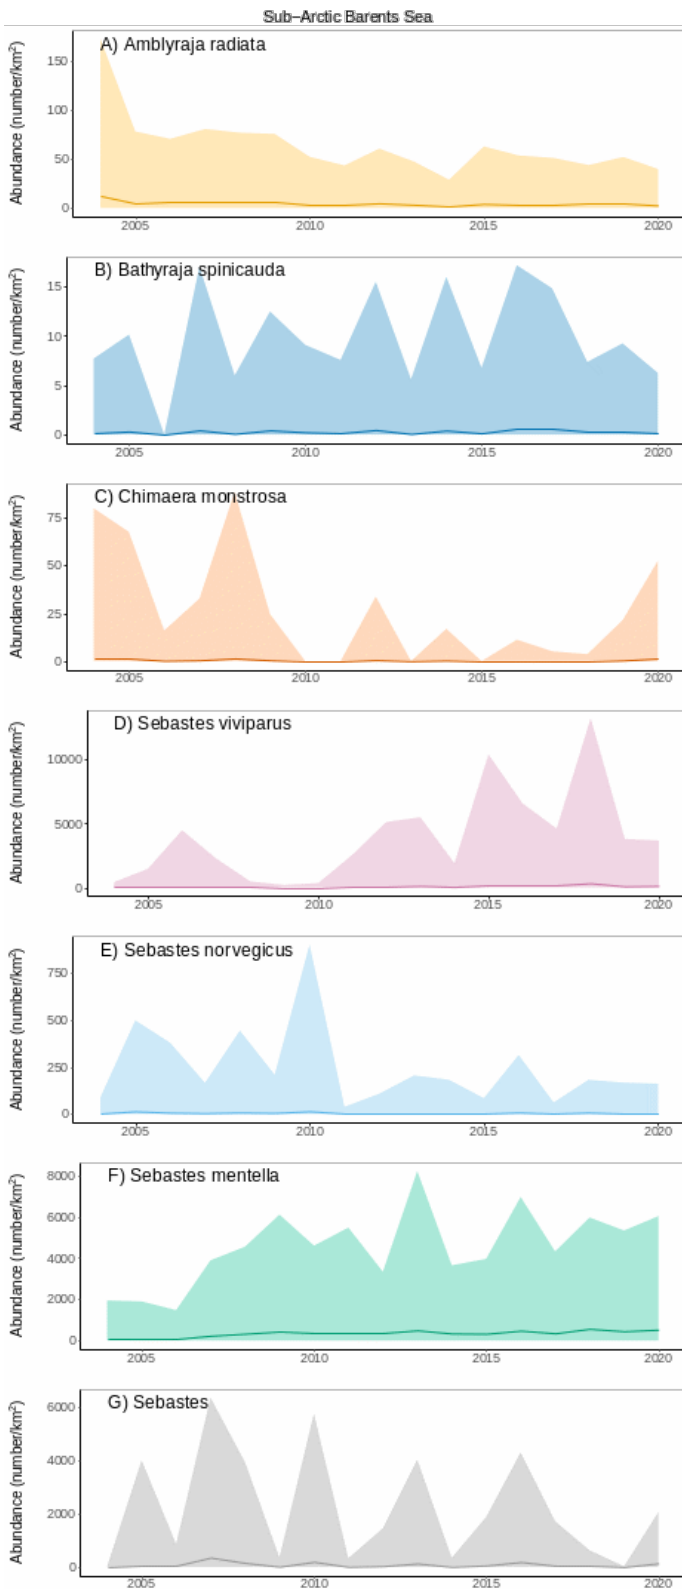 Sub-Arctic Barents Sea
A) Amblyraja radiata
Abundance (number/km²)
150
100
50
0
2005 2010 2015 2020
B) Bathyraja spinicauda
Abundance (number/km²)
15
10
5
0
2005 2010 2015 2020
C) Chimaera monstrosa
Abundance (number/km²)
75
50
25
0
2005 2010 2015 2020
D) Sebastes viviparus
Abundance (number/km²)
10000
5000
0
2005 2010 2015 2020
E) Sebastes norvegicus
Abundance (number/km²)
750
500
250
0
2005 2010 2015 2020
F) Sebastes mentella
Abundance (number/km²)
8000
6000
4000
2000
0
2005 2010 2015 2020
G) Sebastes
Abundance (number/km²)
6000
4000
2000
0
2005 2010 2015 2020